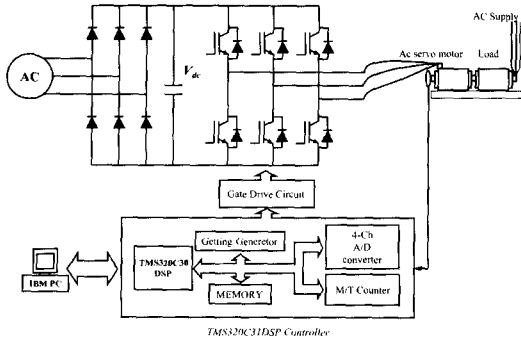 AC Supply
Ac servo motor
Load
AC
Vdc
Gate Drive Circuit
Getting Generator
4-Ch
A/D
converter
TMS320C30
DSP
IBM PC
MEMORY
M/T Counter
TMS320C31DSP Controller